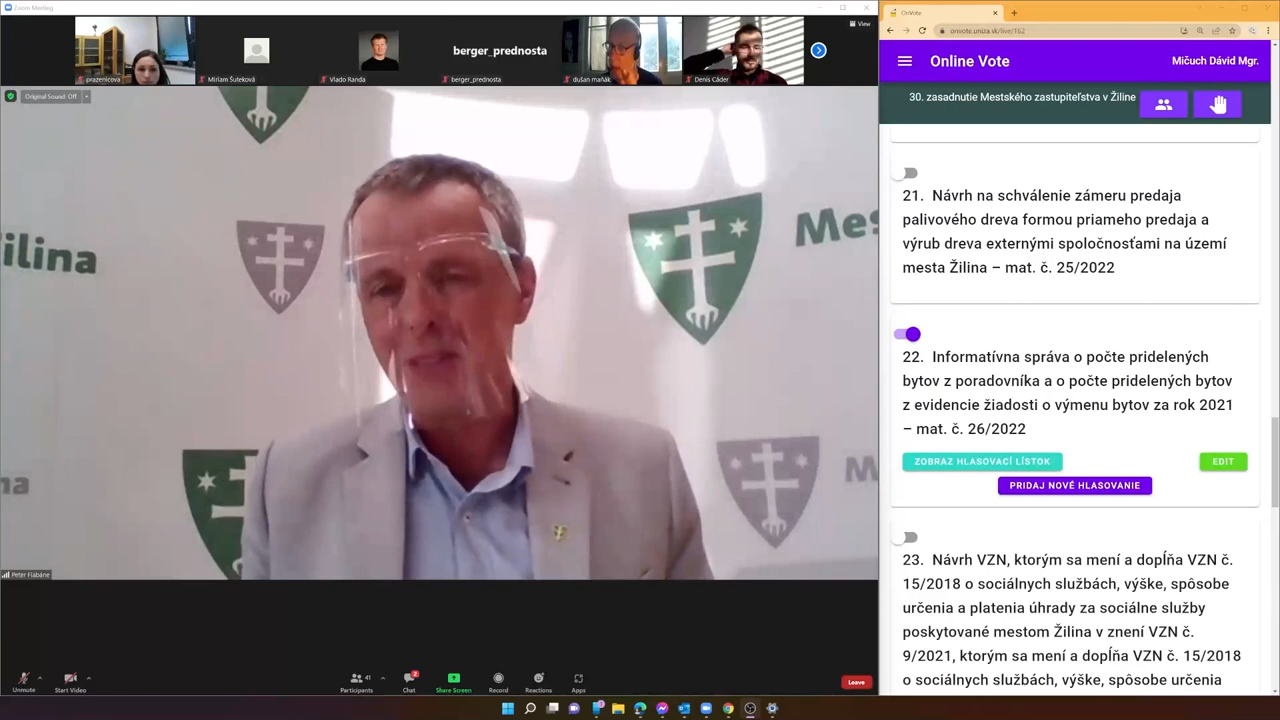 Zoom Meeting
View
prazenicova
Miriam Šuteková
Vlado Randa
berger_prednosta
berger_prednosta
dušan maňák
Denis Cáder
Original Sound: Off
Žilina
Mes
na
M
Peter Fiabáne
Unmute
Start Video
Participants
41
Chat
2
Share Screen
Record
Reactions
Apps
Leave
OnVote
onvote.uniza.sk/live/162
Online Vote
Mičuch Dávid Mgr.
30. zasadnutie Mestského zastupiteľstva v Žiline
21. Návrh na schválenie zámeru predaja
palivového dreva formou priameho predaja a
výrub dreva externými spoločnosťami na území
mesta Žilina – mat. č. 25/2022
22. Informatívna správa o počte pridelených
bytov z poradovníka a o počte pridelených bytov
z evidencie žiadosti o výmenu bytov za rok 2021
– mat. č. 26/2022
ZOBRAZ HLASOVACÍ LÍSTOK
EDIT
PRIDAJ NOVÉ HLASOVANIE
23. Návrh VZN, ktorým sa mení a dopĺňa VZN č.
15/2018 o sociálnych službách, výške, spôsobe
určenia a platenia úhrady za sociálne služby
poskytované mestom Žilina v znení VZN č.
9/2021, ktorým sa mení a dopĺňa VZN č. 15/2018
o sociálnych službách, výške, spôsobe určenia